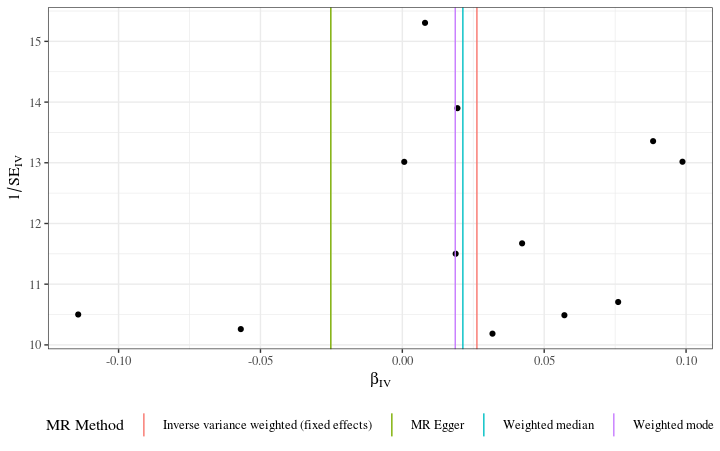 15
14
13
12
11
10
1/SE_IV
-0.10 -0.05 0.00 0.05 0.10
β_IV
MR Method Inverse variance weighted (fixed effects) MR Egger Weighted median Weighted mode